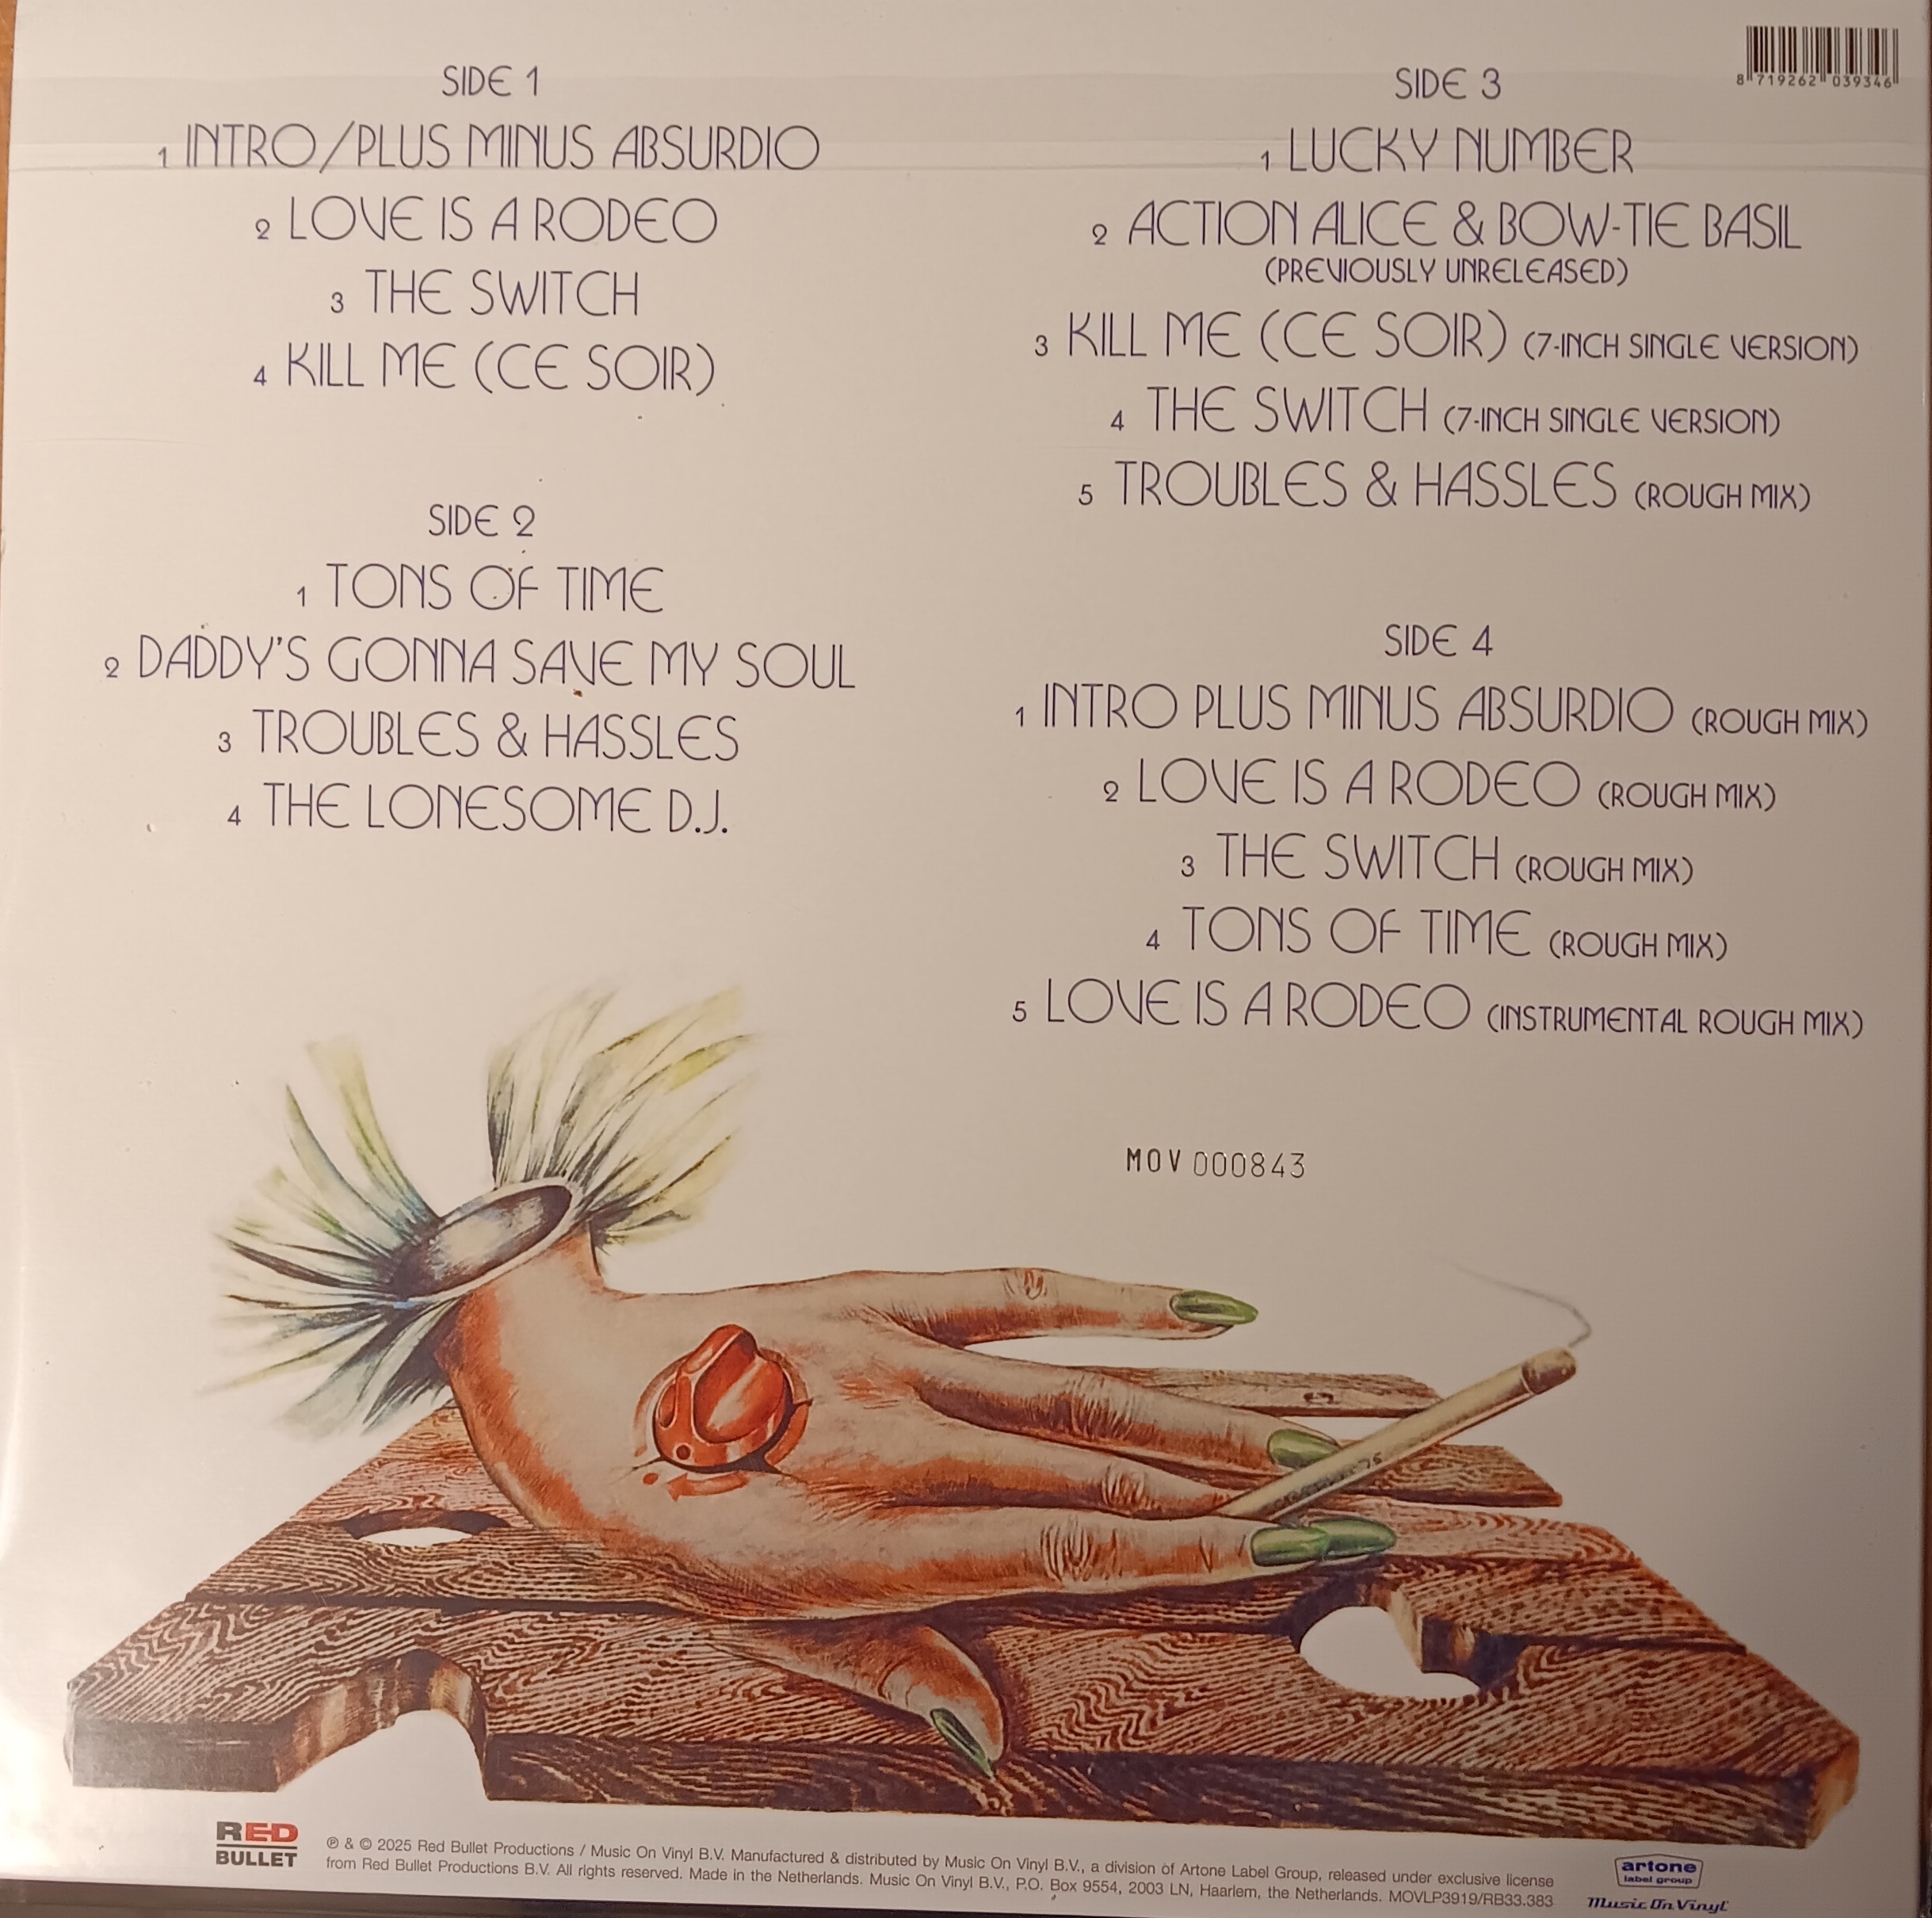 SIDE 1
1 INTRO/PLUS MINUS ABSURDIO
2 LOVE IS A RODEO
3 THE SWITCH
4 KILL ME (CE SOIR)
SIDE 2
1 TONS OF TIME
2 DADDY'S GONNA SAVE MY SOUL
3 TROUBLES & HASSLES
4 THE LONESOME D.J.
8 719262 039346
SIDE 3
1 LUCKY NUMBER
2 ACTION ALICE & BOW-TIE BASIL
(PREVIOUSLY UNRELEASED)
3 KILL ME (CE SOIR) (7-INCH SINGLE VERSION)
4 THE SWITCH (7-INCH SINGLE VERSION)
5 TROUBLES & HASSLES (ROUGH MIX)
SIDE 4
1 INTRO PLUS MINUS ABSURDIO (ROUGH MIX)
2 LOVE IS A RODEO (ROUGH MIX)
3 THE SWITCH (ROUGH MIX)
4 TONS OF TIME (ROUGH MIX)
5 LOVE IS A RODEO (INSTRUMENTAL ROUGH MIX)
MOV 000843
RED
BULLET
℗ & © 2025 Red Bullet Productions / Music On Vinyl B.V. Manufactured & distributed by Music On Vinyl B.V., a division of Artone Label Group, released under exclusive license
from Red Bullet Productions B.V. All rights reserved. Made in the Netherlands. Music On Vinyl B.V., P.O. Box 9554, 2003 LN, Haarlem, the Netherlands. MOVLP3919/RB33.383
artone
label group
Music On Vinyl